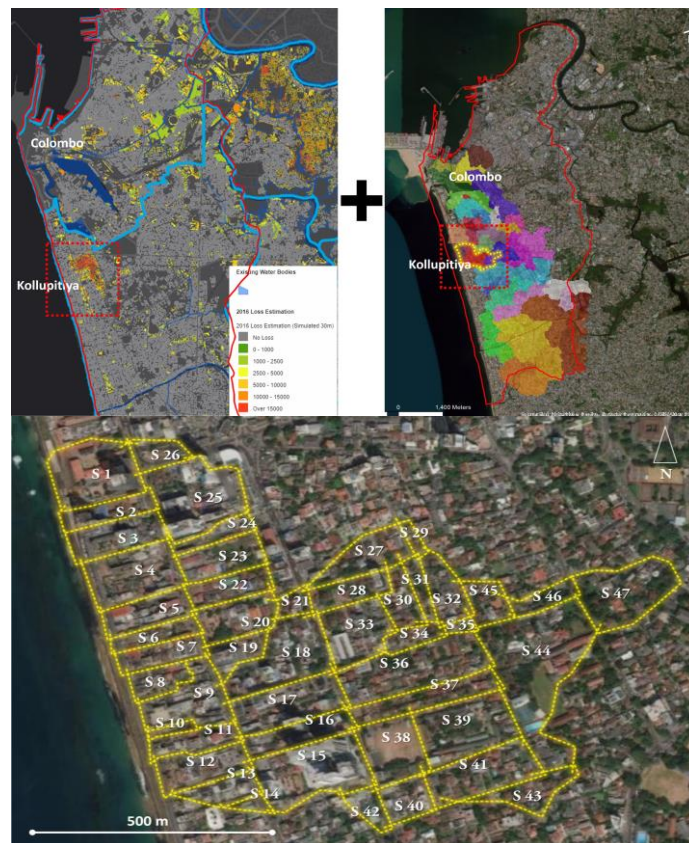 Colombo
Kollupitiya
Existing Water Bodies
2016 Loss Estimation
2016 Loss Estimation (Simulated 30m)
No Loss
0 - 1000
1000 - 2500
2500 - 5000
5000 - 10000
10000 - 15000
Over 15000
+
Colombo
Kollupitiya
0 1,400 Meters
N
S 1
S 26
S 25
S 2
S 3
S 24
S 4
S 23
S 22
S 5
S 6
S 7
S 20
S 19
S 21
S 18
S 8
S 9
S 17
S 10
S 11
S 16
S 12
S 13
S 15
S 14
S 27
S 29
S 28
S 30
S 31
S 32
S 45
S 46
S 47
S 33
S 34
S 35
S 36
S 44
S 37
S 38
S 39
S 41
S 42
S 40
S 43
500 m